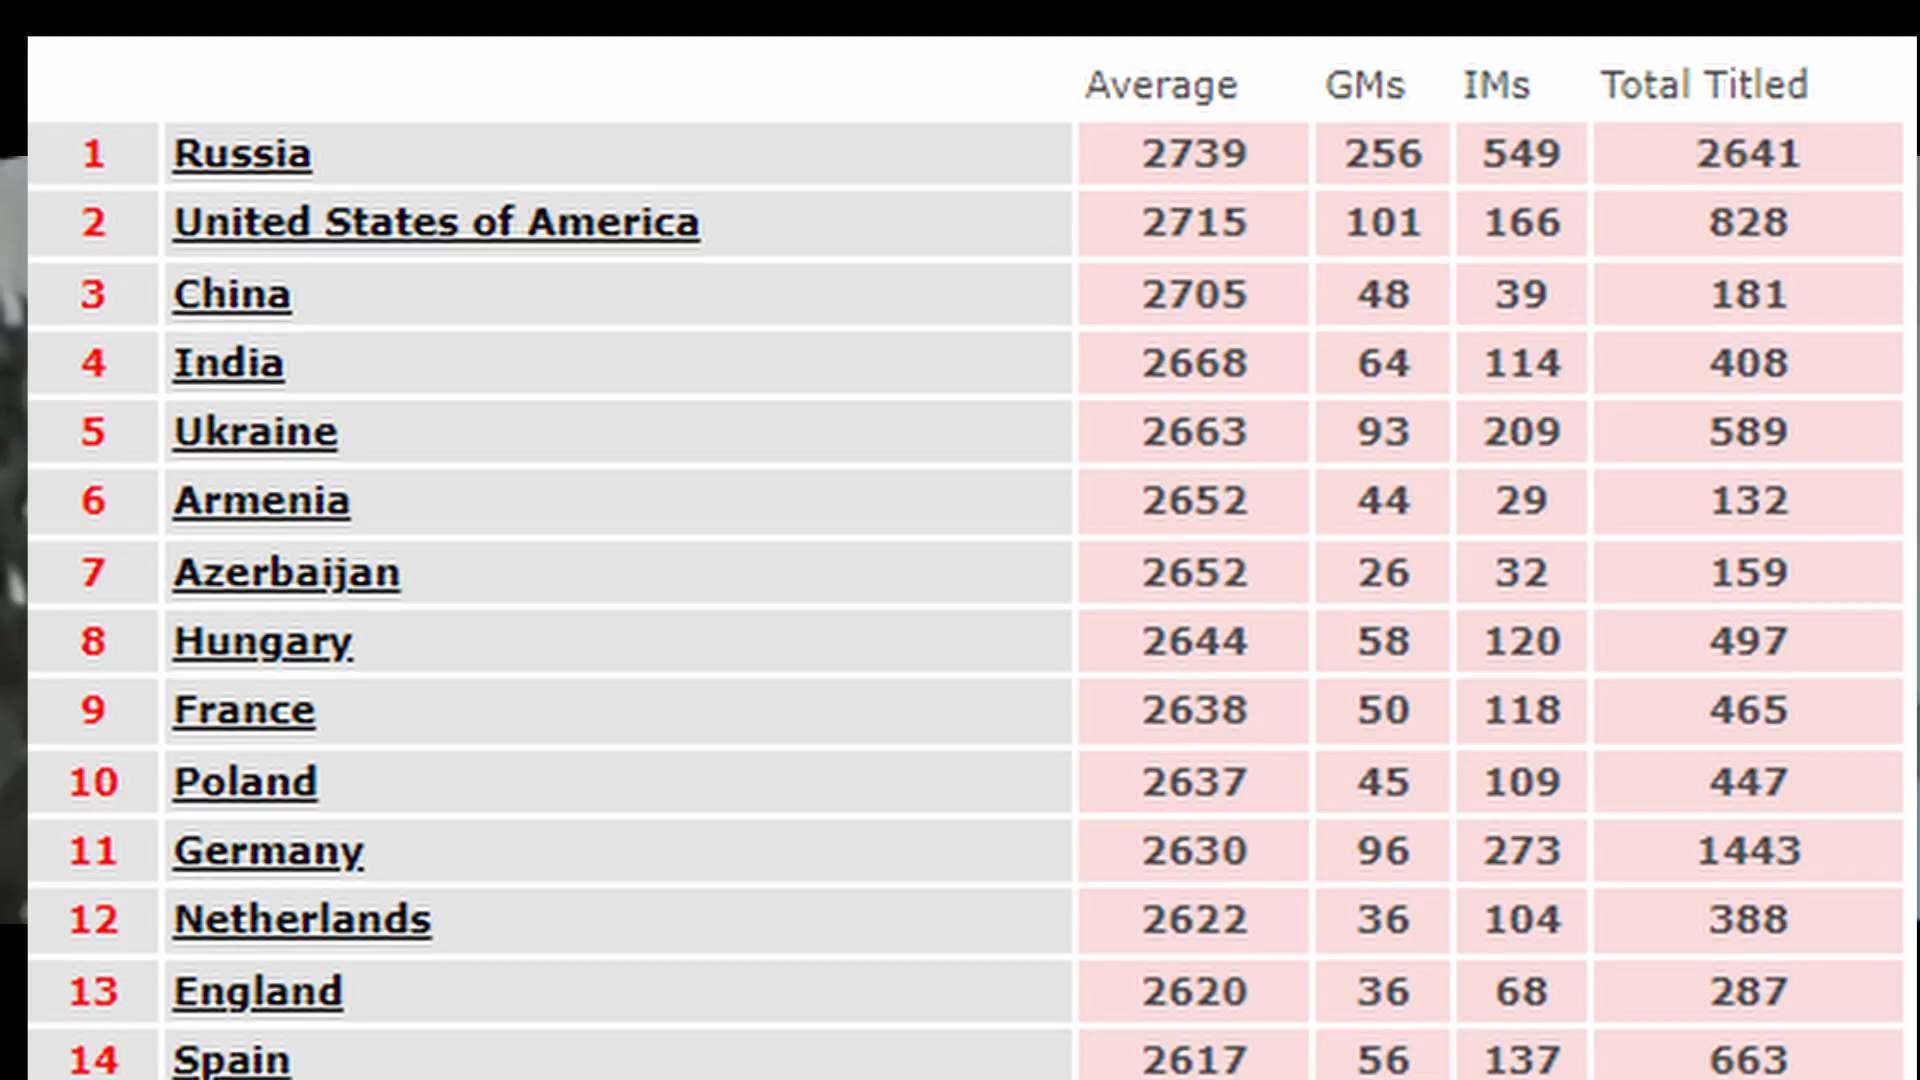 Average GMs IMs Total Titled
1 Russia 2739 256 549 2641
2 United States of America 2715 101 166 828
3 China 2705 48 39 181
4 India 2668 64 114 408
5 Ukraine 2663 93 209 589
6 Armenia 2652 44 29 132
7 Azerbaijan 2652 26 32 159
8 Hungary 2644 58 120 497
9 France 2638 50 118 465
10 Poland 2637 45 109 447
11 Germany 2630 96 273 1443
12 Netherlands 2622 36 104 388
13 England 2620 36 68 287
14 Spain 2617 56 137 663